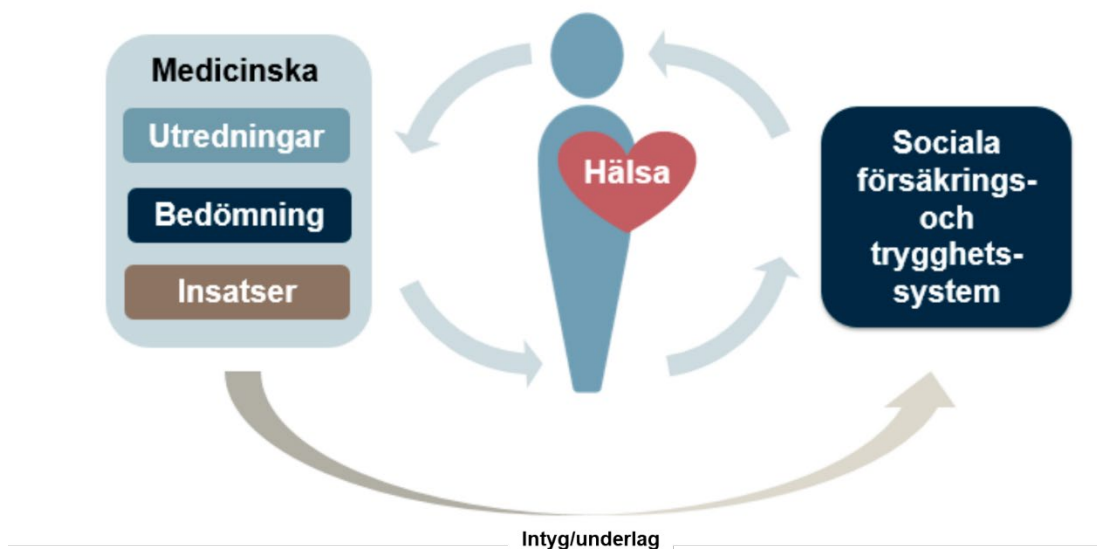 Medicinska
Utredningar
Bedömning
Insatser
Hälsa
Sociala
försäkrings-
och
trygghets-
system
Intyg/underlag